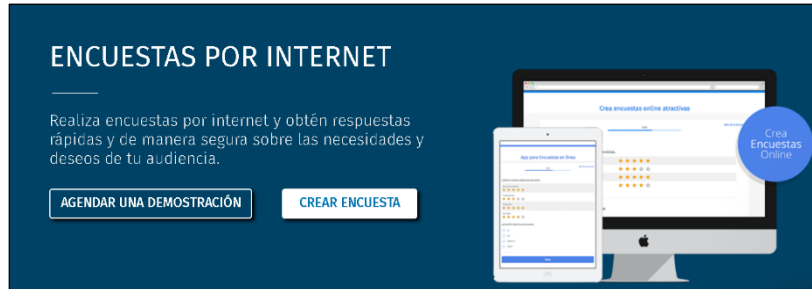 ENCUESTAS POR INTERNET
Realiza encuestas por internet y obtén respuestas
rápidas y de manera segura sobre las necesidades y
deseos de tu audiencia.
AGENDAR UNA DEMOSTRACIÓN
CREAR ENCUESTA
Crea encuestas online atractivas
App para Encuestas en línea
Crea
Encuestas
Online